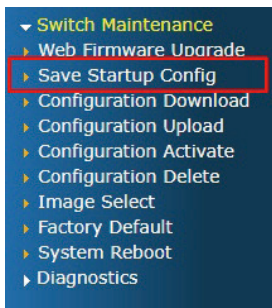 Switch Maintenance
Web Firmware Upgrade
Save Startup Config
Configuration Download
Configuration Upload
Configuration Activate
Configuration Delete
Image Select
Factory Default
System Reboot
Diagnostics